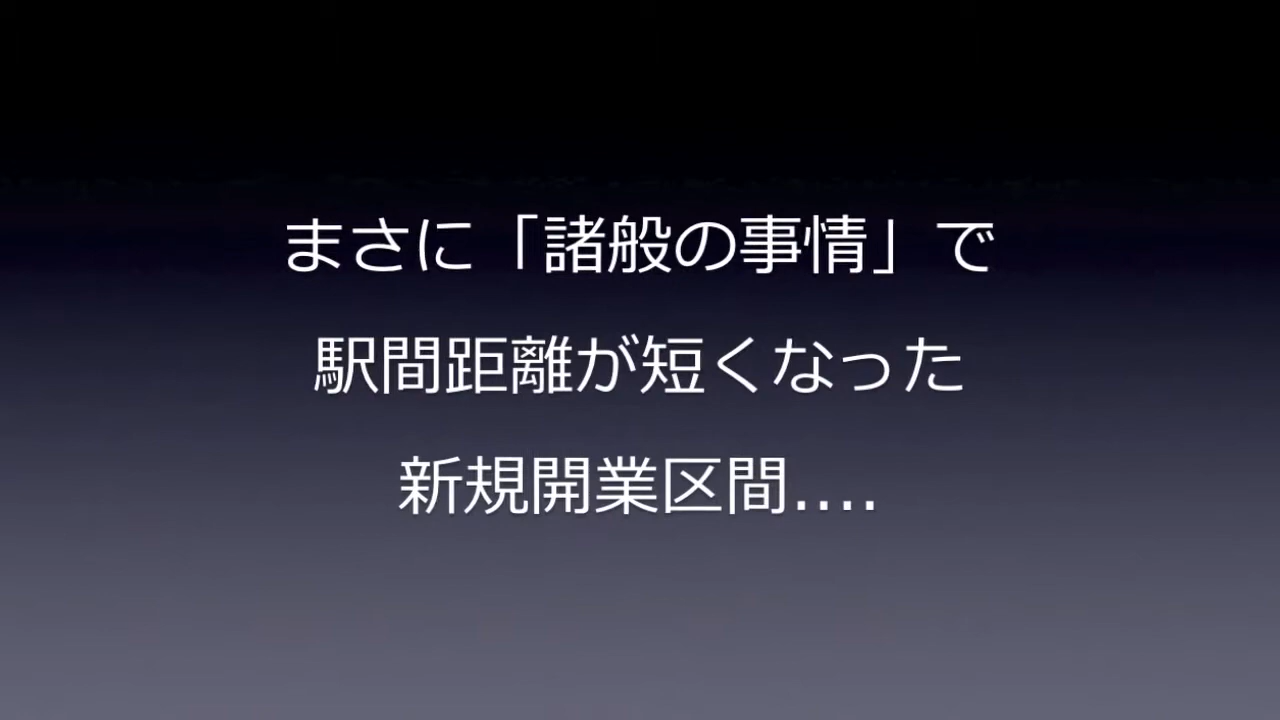 まさに「諸般の事情」で
駅間距離が短くなった
新規開業区間....